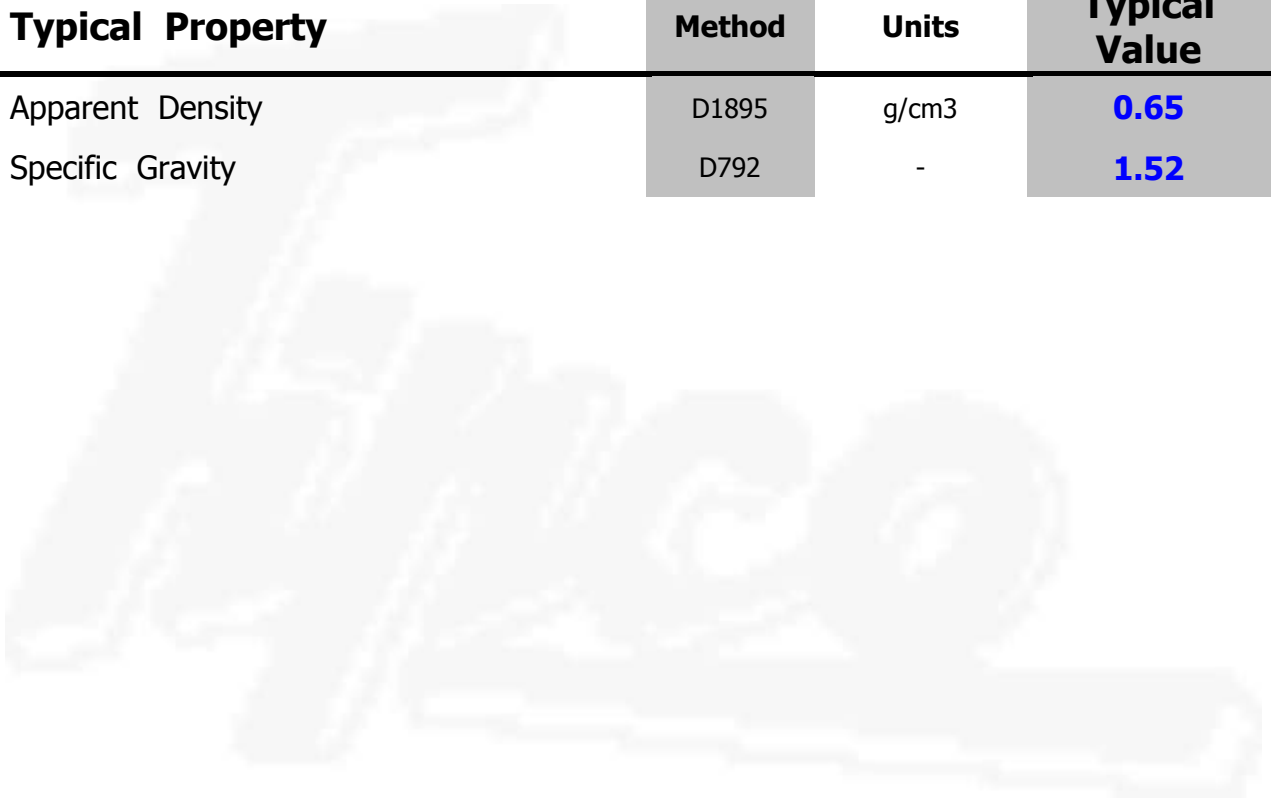 Typical Property Method Units Typical Value
Apparent Density D1895 g/cm3 0.65
Specific Gravity D792 - 1.52